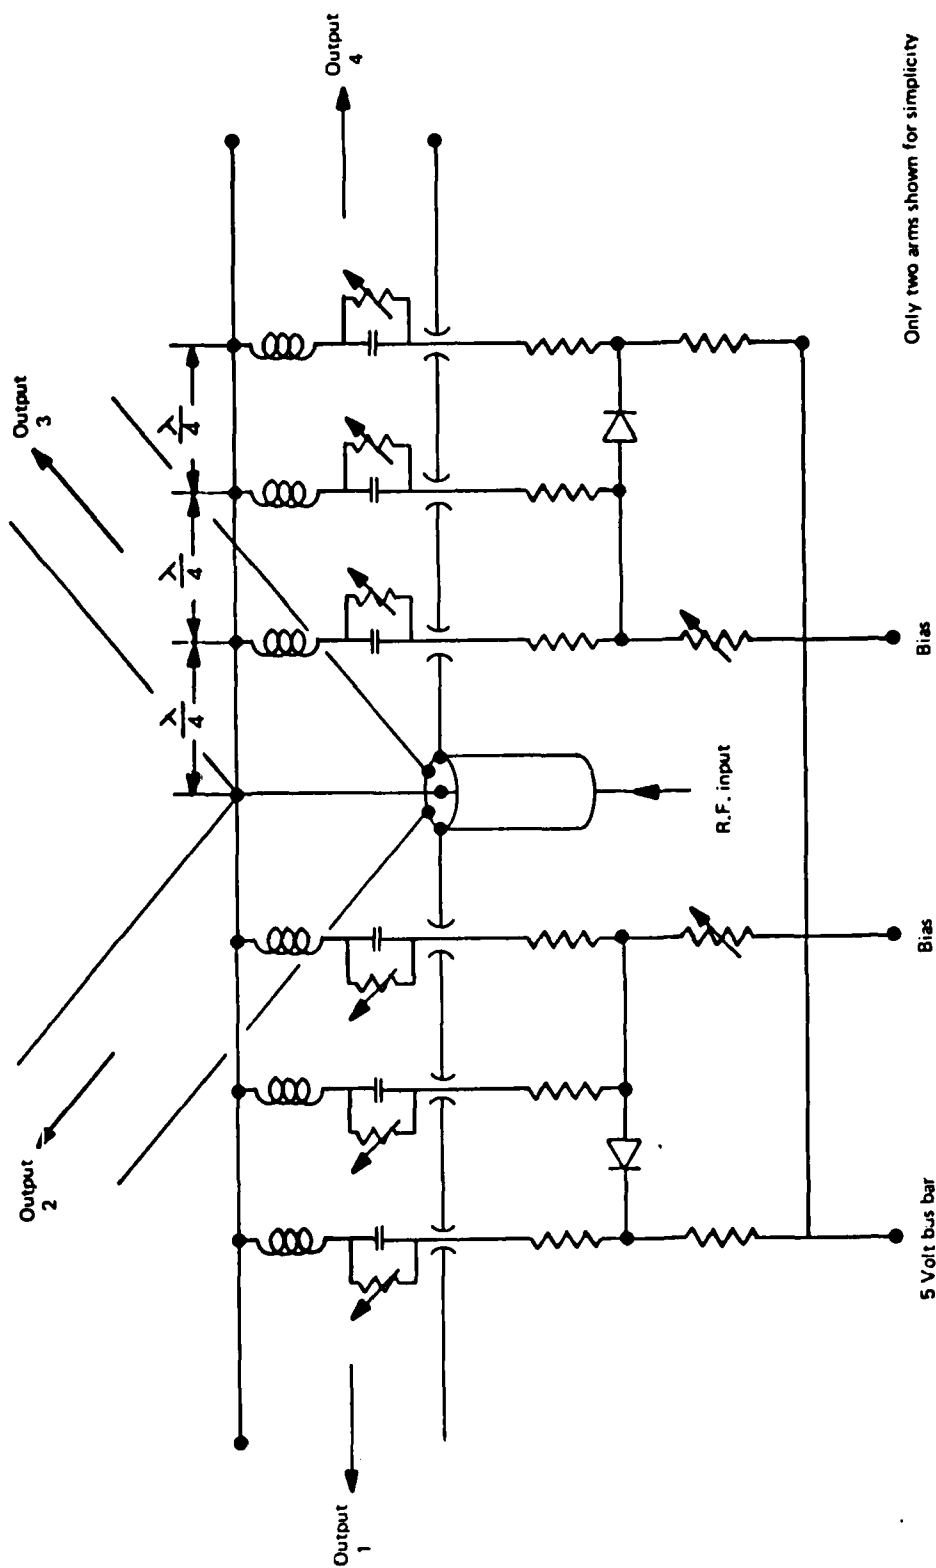 Output
2
Output
3
λ/4
λ/4
λ/4
Output
1
Output
4
R.F. input
5 Volt bus bar
Bias
Bias
Only two arms shown for simplicity